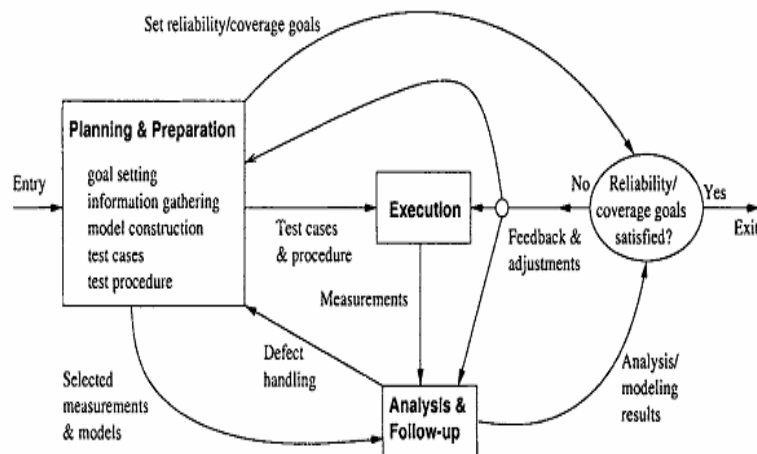 Set reliability/coverage goals
Planning & Preparation
goal setting
information gathering
model construction
test cases
test procedure
Entry
Execution
Test cases
& procedure
No
Reliability/
coverage goals
satisfied?
Yes
Exit
Feedback &
adjustments
Measurements
Defect
handling
Selected
measurements
& models
Analysis &
Follow-up
Analysis/
modeling
results